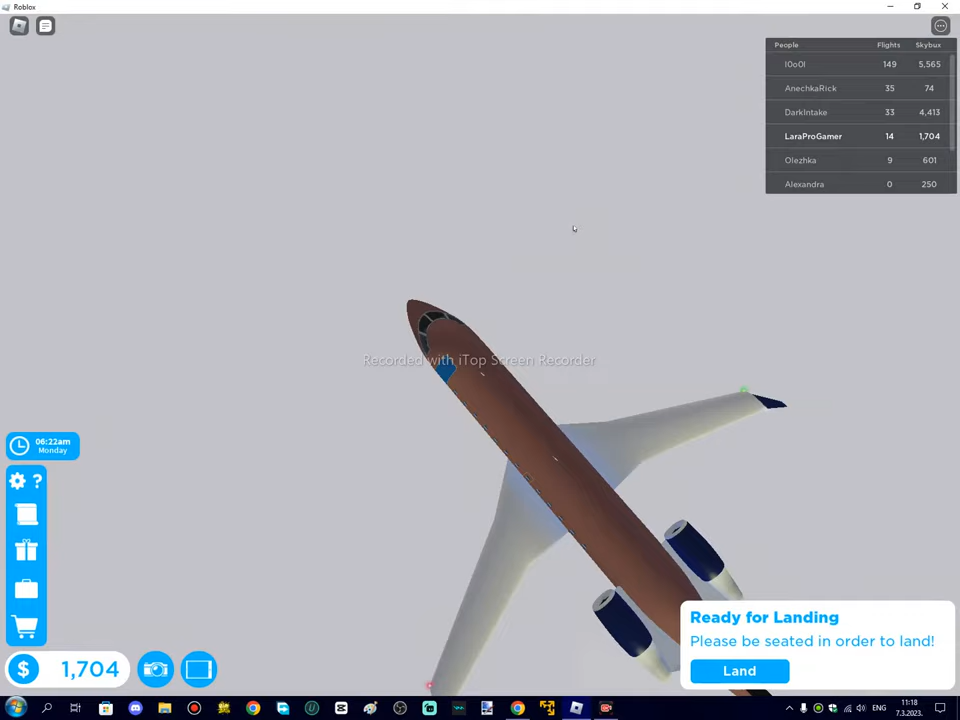 Roblox
People Flights Skybux
l0o0l 149 5,565
AnechkaRick 35 74
DarkIntake 33 4,413
LaraProGamer 14 1,704
Olezhka 9 601
Alexandra 0 250
Recorded with iTop Screen Recorder
06:22am
Monday
?
Ready for Landing
Please be seated in order to land!
Land
$ 1,704
ENG
11:18
7.3.2023.